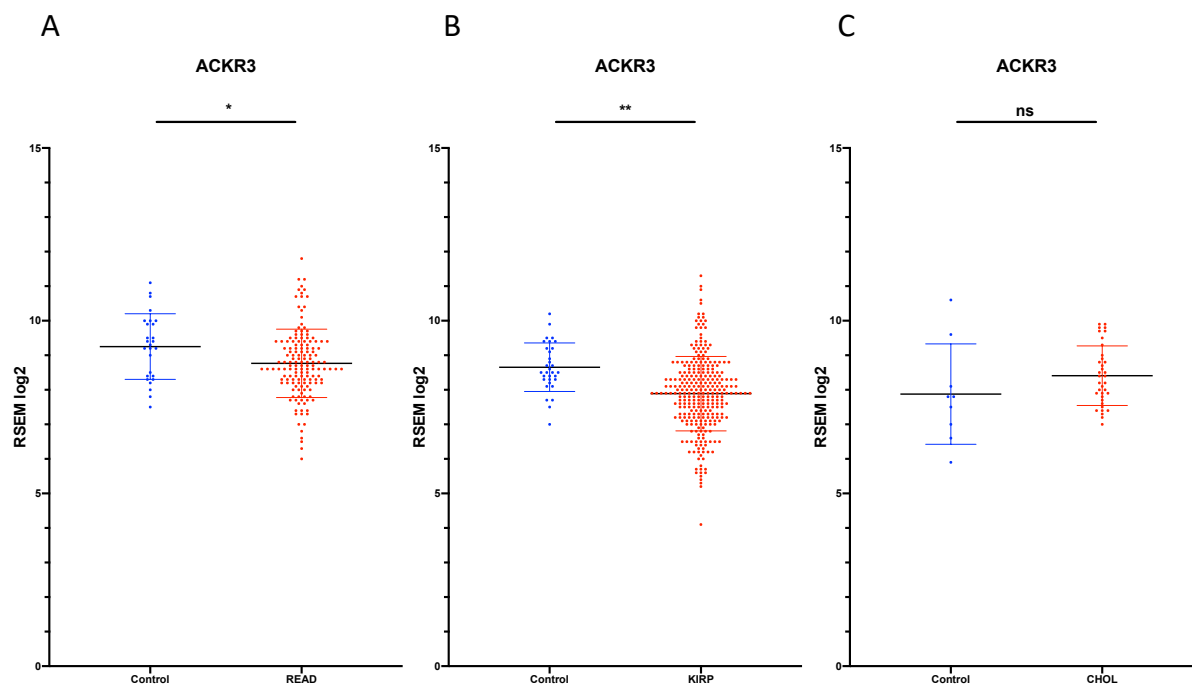 A
ACKR3
*
RSEM log2
15
10
5
0
Control
READ
B
ACKR3
**
RSEM log2
15
10
5
0
Control
KIRP
C
ACKR3
ns
RSEM log2
15
10
5
0
Control
CHOL